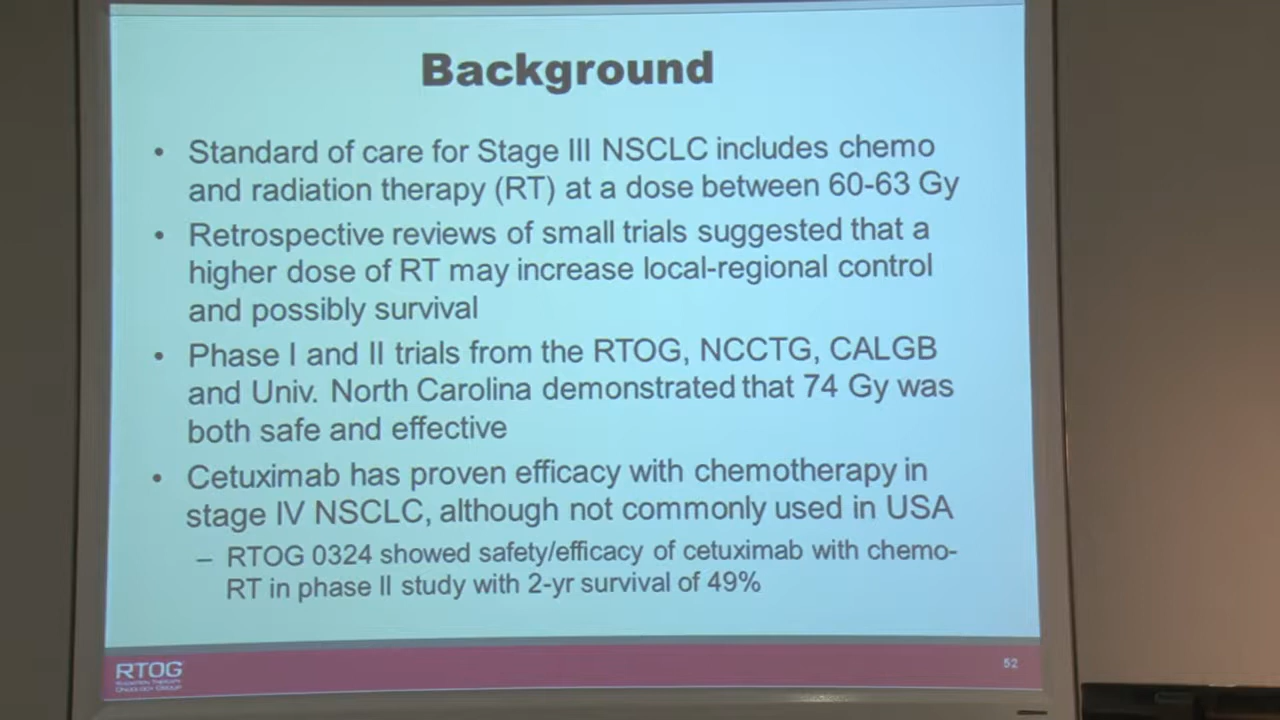 Background
• Standard of care for Stage III NSCLC includes chemo
and radiation therapy (RT) at a dose between 60-63 Gy
• Retrospective reviews of small trials suggested that a
higher dose of RT may increase local-regional control
and possibly survival
• Phase I and II trials from the RTOG, NCCTG, CALGB
and Univ. North Carolina demonstrated that 74 Gy was
both safe and effective
• Cetuximab has proven efficacy with chemotherapy in
stage IV NSCLC, although not commonly used in USA
– RTOG 0324 showed safety/efficacy of cetuximab with chemo-
RT in phase II study with 2-yr survival of 49%
RTOG
RADIATION THERAPY
ONCOLOGY GROUP
52